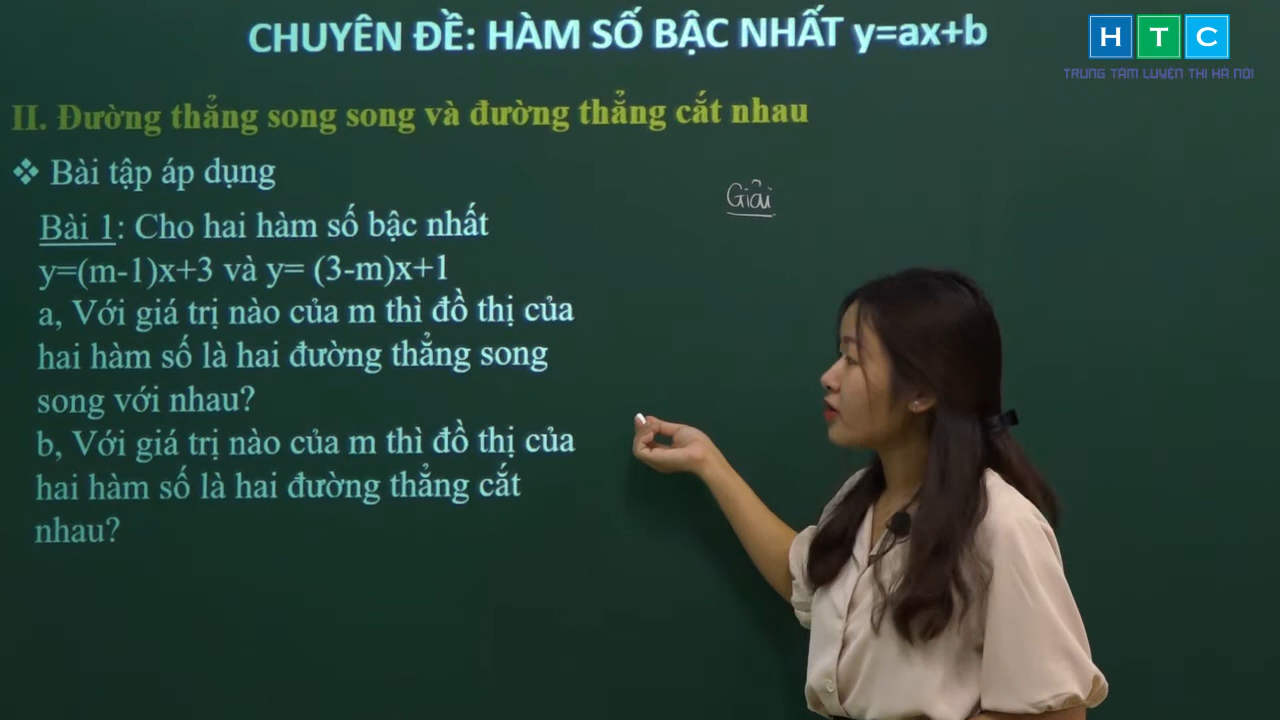 CHUYÊN ĐỀ: HÀM SỐ BẬC NHẤT y=ax+b
H T C
TRUNG TÂM LUYỆN THI HÀ NỘI
II. Đường thẳng song song và đường thẳng cắt nhau
❖ Bài tập áp dụng
Giải
Bài 1: Cho hai hàm số bậc nhất
y=(m-1)x+3 và y= (3-m)x+1
a, Với giá trị nào của m thì đồ thị của
hai hàm số là hai đường thẳng song
song với nhau?
b, Với giá trị nào của m thì đồ thị của
hai hàm số là hai đường thẳng cắt
nhau?